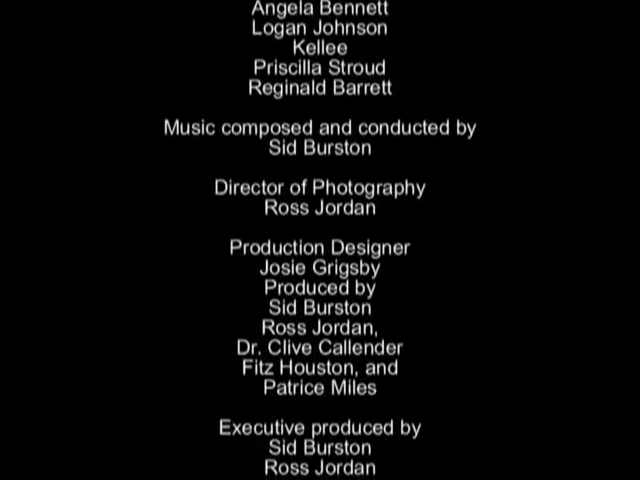 Angela Bennett
Logan Johnson
Kellee
Priscilla Stroud
Reginald Barrett
Music composed and conducted by
Sid Burston
Director of Photography
Ross Jordan
Production Designer
Josie Grigsby
Produced by
Sid Burston
Ross Jordan,
Dr. Clive Callender
Fitz Houston, and
Patrice Miles
Executive produced by
Sid Burston
Ross Jordan